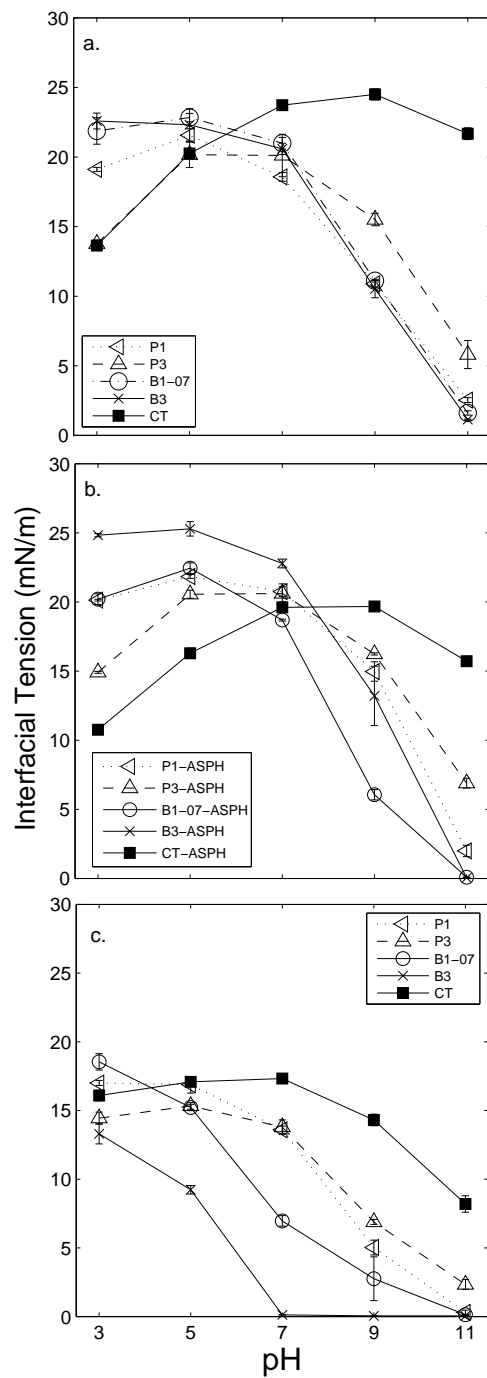 30
a.
25
20
15
10
5
0
P1
P3
B1−07
B3
CT
30
b.
25
20
15
10
5
0
P1−ASPH
P3−ASPH
B1−07−ASPH
B3−ASPH
CT−ASPH
Interfacial Tension (mN/m)
30
c.
25
20
15
10
5
0
P1
P3
B1−07
B3
CT
3 5 7 9 11
pH